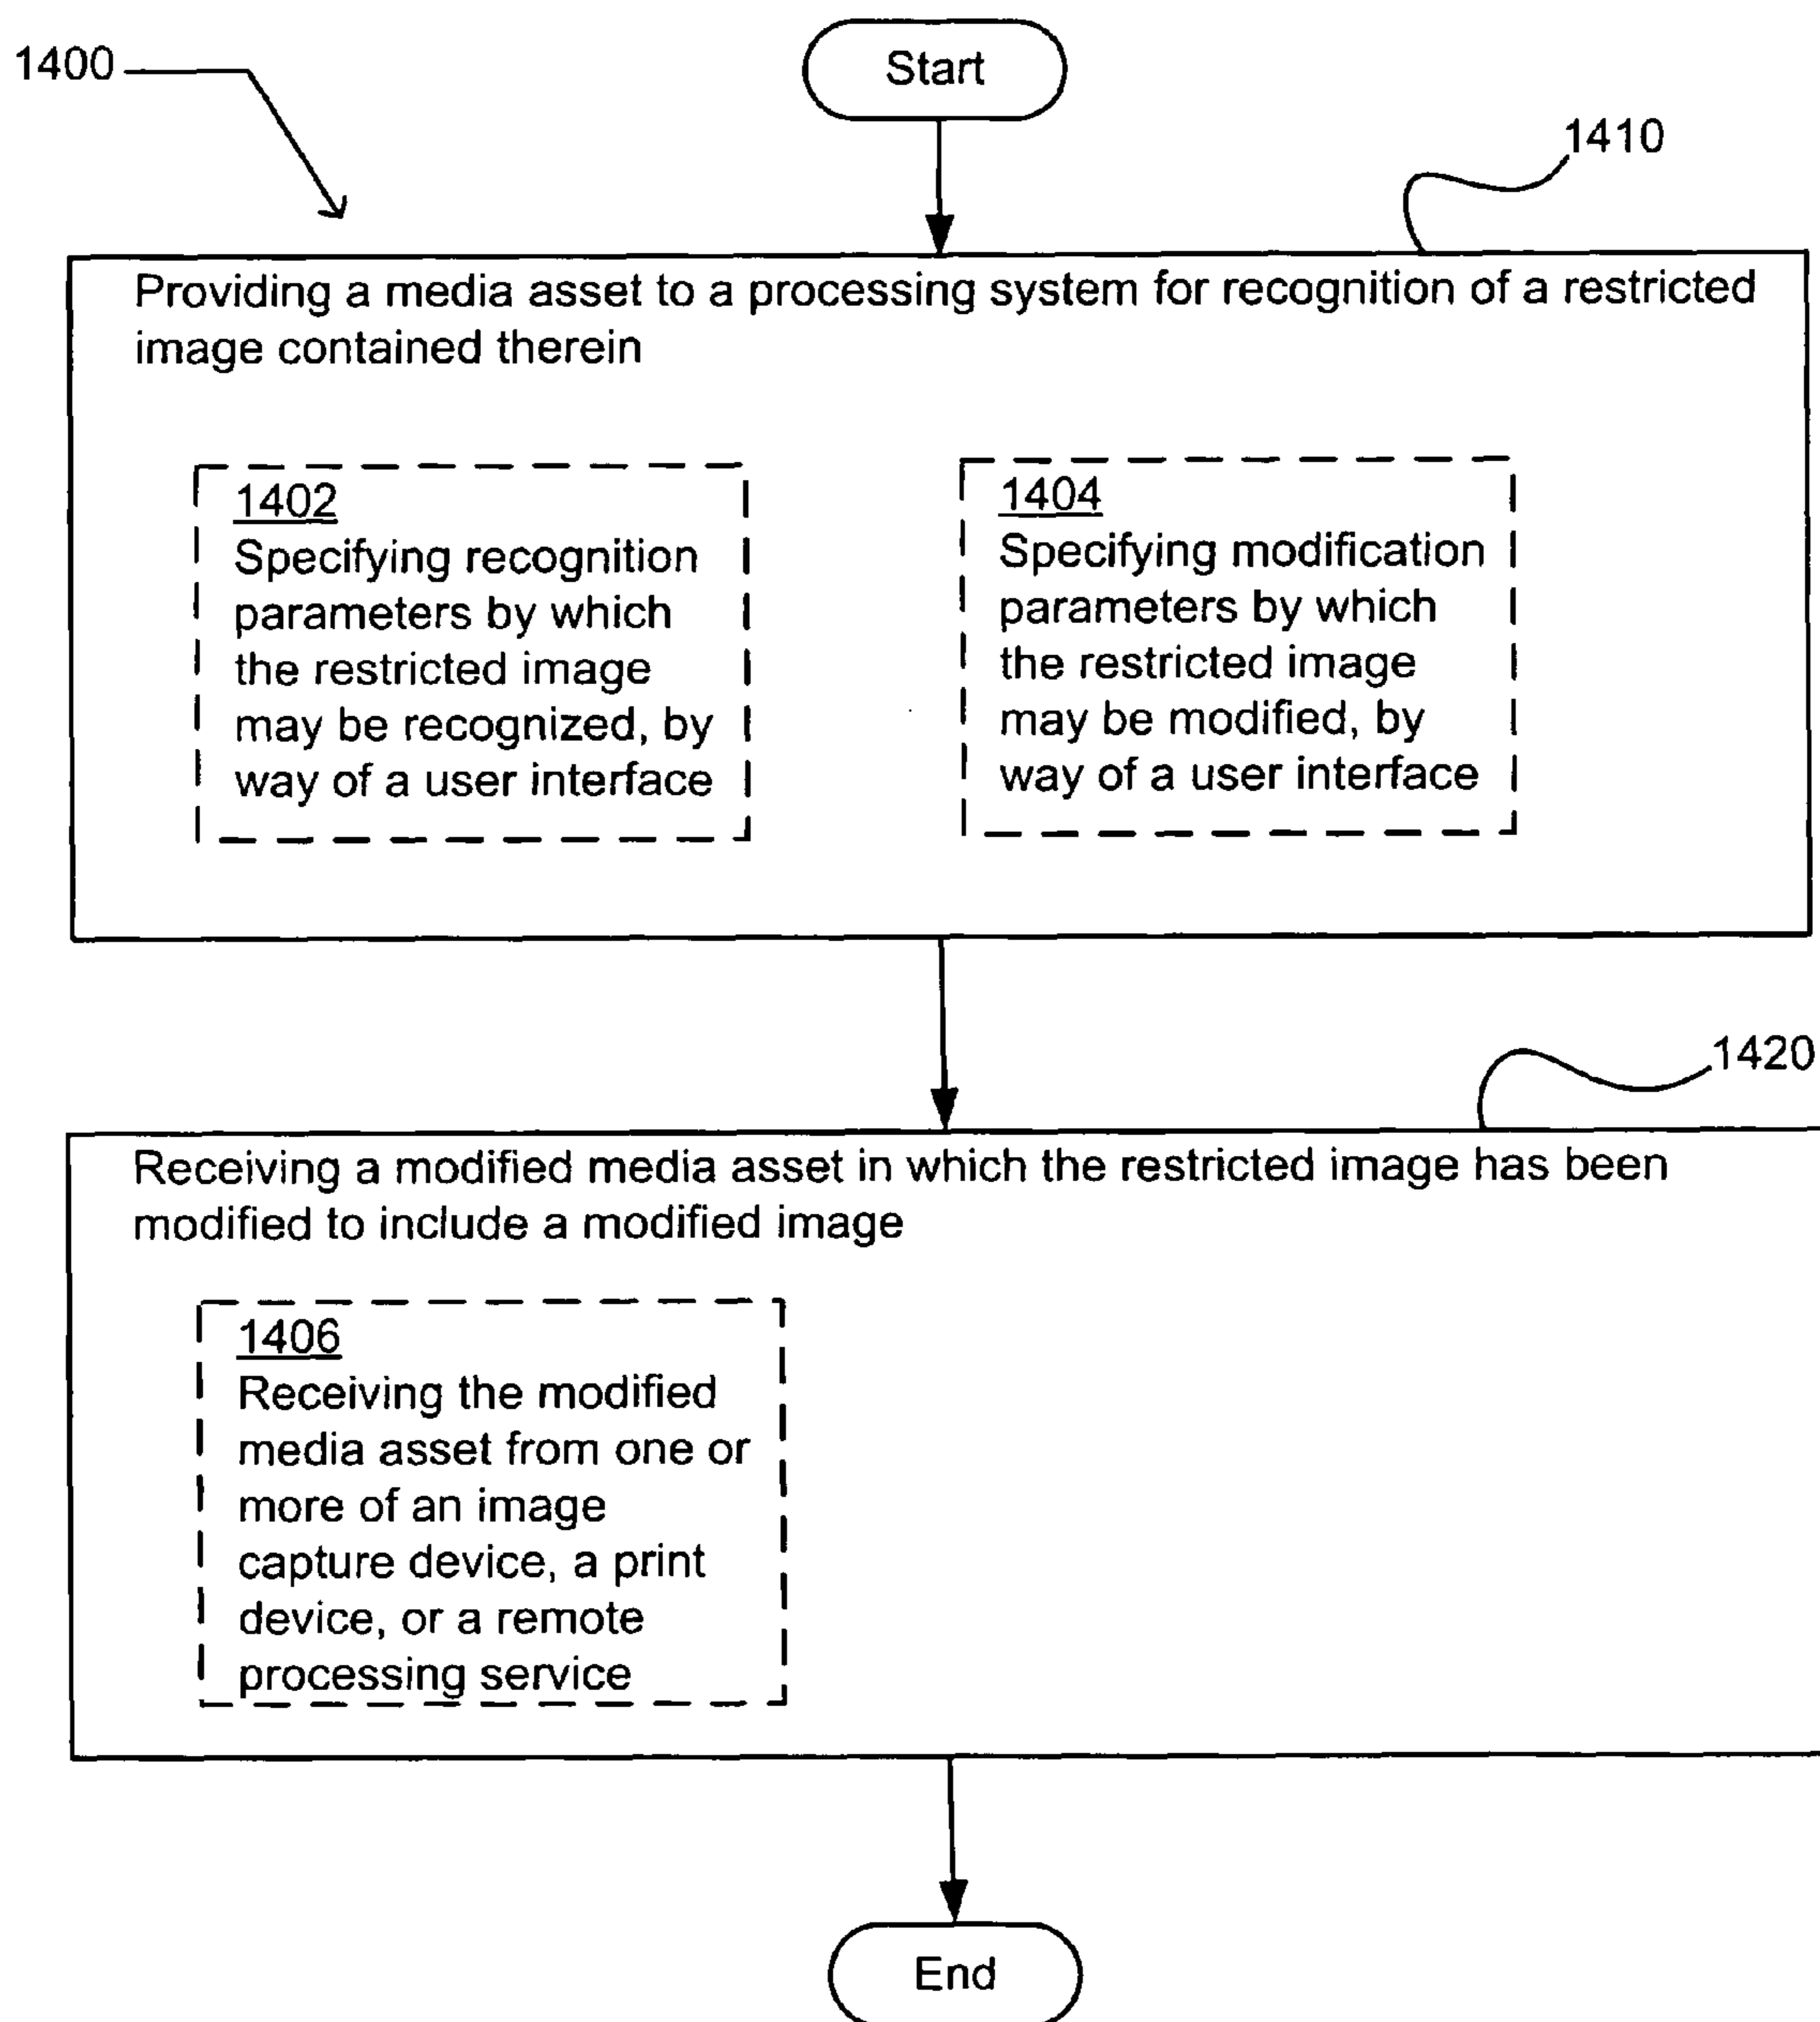 Start
1400
1410
Providing a media asset to a processing system for recognition of a restricted
image contained therein
1402
Specifying recognition
parameters by which
the restricted image
may be recognized, by
way of a user interface
1404
Specifying modification
parameters by which
the restricted image
may be modified, by
way of a user interface
1420
Receiving a modified media asset in which the restricted image has been
modified to include a modified image
1406
Receiving the modified
media asset from one or
more of an image
capture device, a print
device, or a remote
processing service
End